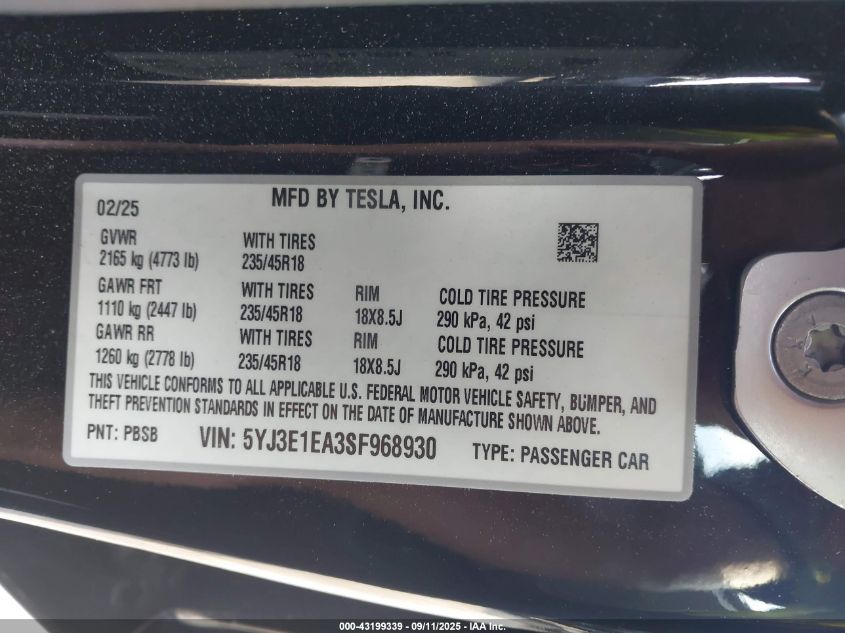 MFD BY TESLA, INC.
02/25
GVWR WITH TIRES
2165 kg (4773 lb) 235/45R18
GAWR FRT WITH TIRES RIM COLD TIRE PRESSURE
1110 kg (2447 lb) 235/45R18 18X8.5J 290 kPa, 42 psi
GAWR RR WITH TIRES RIM COLD TIRE PRESSURE
1260 kg (2778 lb) 235/45R18 18X8.5J 290 kPa, 42 psi
THIS VEHICLE CONFORMS TO ALL APPLICABLE U.S. FEDERAL MOTOR VEHICLE SAFETY, BUMPER, AND
THEFT PREVENTION STANDARDS IN EFFECT ON THE DATE OF MANUFACTURE SHOWN ABOVE.
PNT: PBSB VIN: 5YJ3E1EA3SF968930 TYPE: PASSENGER CAR
000-43199339 - 09/11/2025 - IAA Inc.